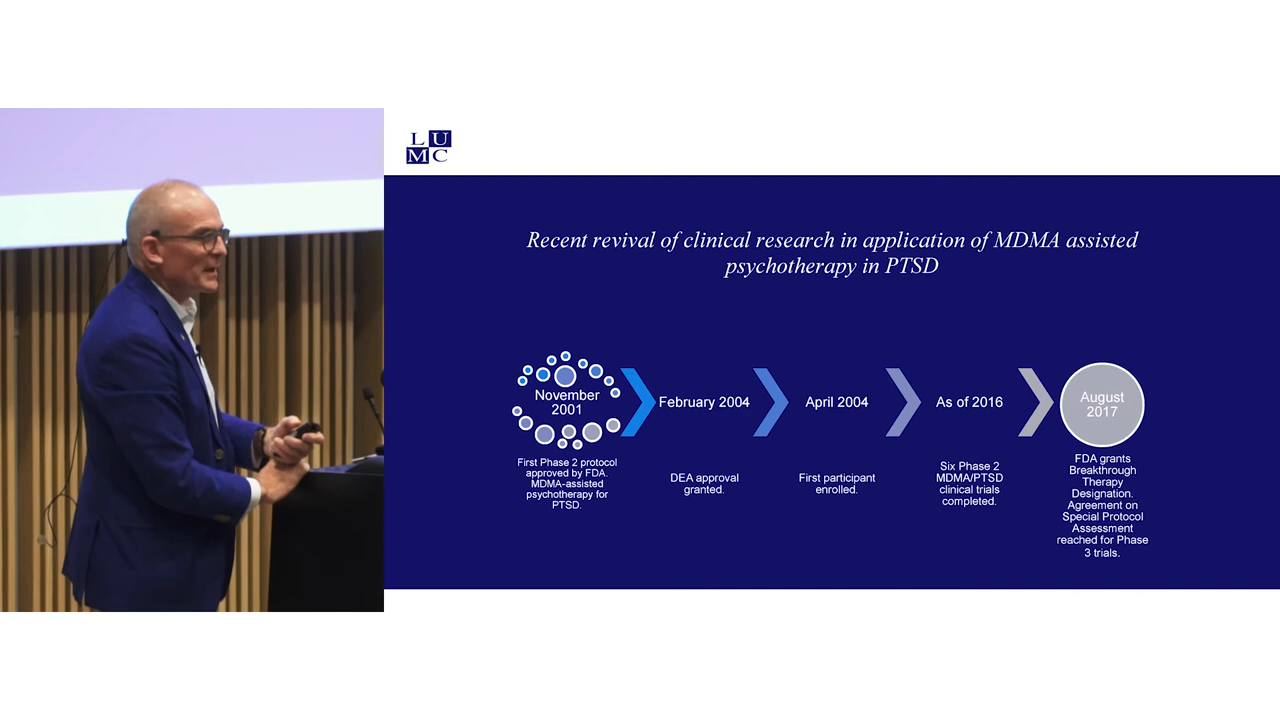 L U
M C
Recent revival of clinical research in application of MDMA assisted
psychotherapy in PTSD
November
2001
First Phase 2 protocol
approved by FDA.
MDMA-assisted
psychotherapy for
PTSD.
February 2004
DEA approval
granted.
April 2004
First participant
enrolled.
As of 2016
Six Phase 2
MDMA/PTSD
clinical trials
completed.
August
2017
FDA grants
Breakthrough
Therapy
Designation.
Agreement on
Special Protocol
Assessment
reached for Phase
3 trials.